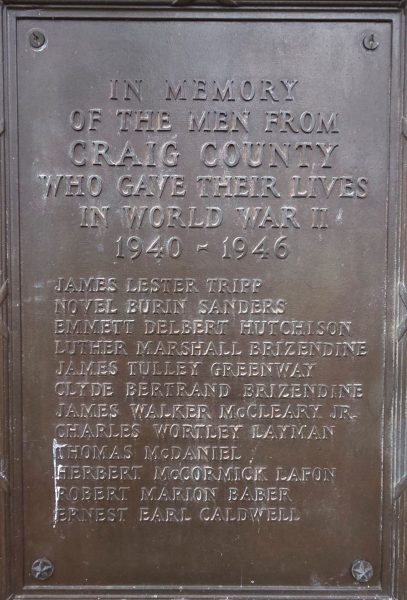 IN MEMORY
OF THE MEN FROM
CRAIG COUNTY
WHO GAVE THEIR LIVES
IN WORLD WAR II
1940 ~ 1946
JAMES LESTER TRIPP
NOVEL BURIN SANDERS
EMMETT DELBERT HUTCHISON
LUTHER MARSHALL BRIZENDINE
JAMES TULLEY GREENWAY
CLYDE BERTRAND BRIZENDINE
JAMES WALKER McCLEARY JR.
CHARLES WORTLEY LAYMAN
THOMAS McDANIEL
HERBERT McCORMICK LAFON
ROBERT MARION BABER
ERNEST EARL CALDWELL